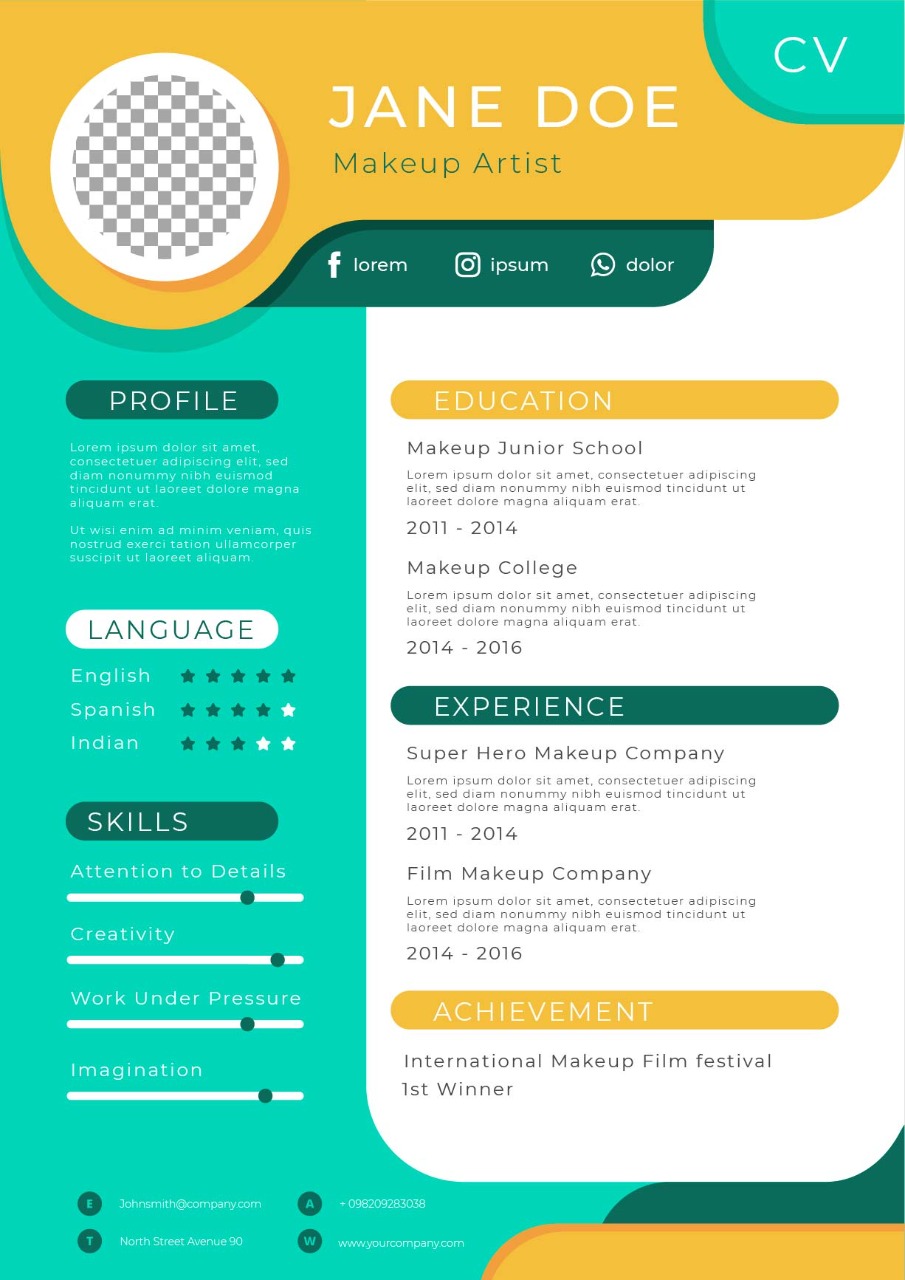 CV
JANE DOE
Makeup Artist
lorem ipsum dolor
PROFILE
Lorem ipsum dolor sit amet,
consectetuer adipiscing elit, sed
diam nonummy nibh euismod
tincidunt ut laoreet dolore magna
aliquam erat.
Ut wisi enim ad minim veniam, quis
nostrud exerci tation ullamcorper
suscipit ut laoreet aliquam.
LANGUAGE
English
Spanish
Indian
SKILLS
Attention to Details
Creativity
Work Under Pressure
Imagination
EDUCATION
Makeup Junior School
Lorem ipsum dolor sit amet, consectetuer adipiscing
elit, sed diam nonummy nibh euismod tincidunt ut
laoreet dolore magna aliquam erat.
2011 - 2014
Makeup College
Lorem ipsum dolor sit amet, consectetuer adipiscing
elit, sed diam nonummy nibh euismod tincidunt ut
laoreet dolore magna aliquam erat.
2014 - 2016
EXPERIENCE
Super Hero Makeup Company
Lorem ipsum dolor sit amet, consectetuer adipiscing
elit, sed diam nonummy nibh euismod tincidunt ut
laoreet dolore magna aliquam erat.
2011 - 2014
Film Makeup Company
Lorem ipsum dolor sit amet, consectetuer adipiscing
elit, sed diam nonummy nibh euismod tincidunt ut
laoreet dolore magna aliquam erat.
2014 - 2016
ACHIEVEMENT
International Makeup Film festival
1st Winner
E Johnsmith@company.com
A + 098209283038
T North Street Avenue 90
W www.yourcompany.com